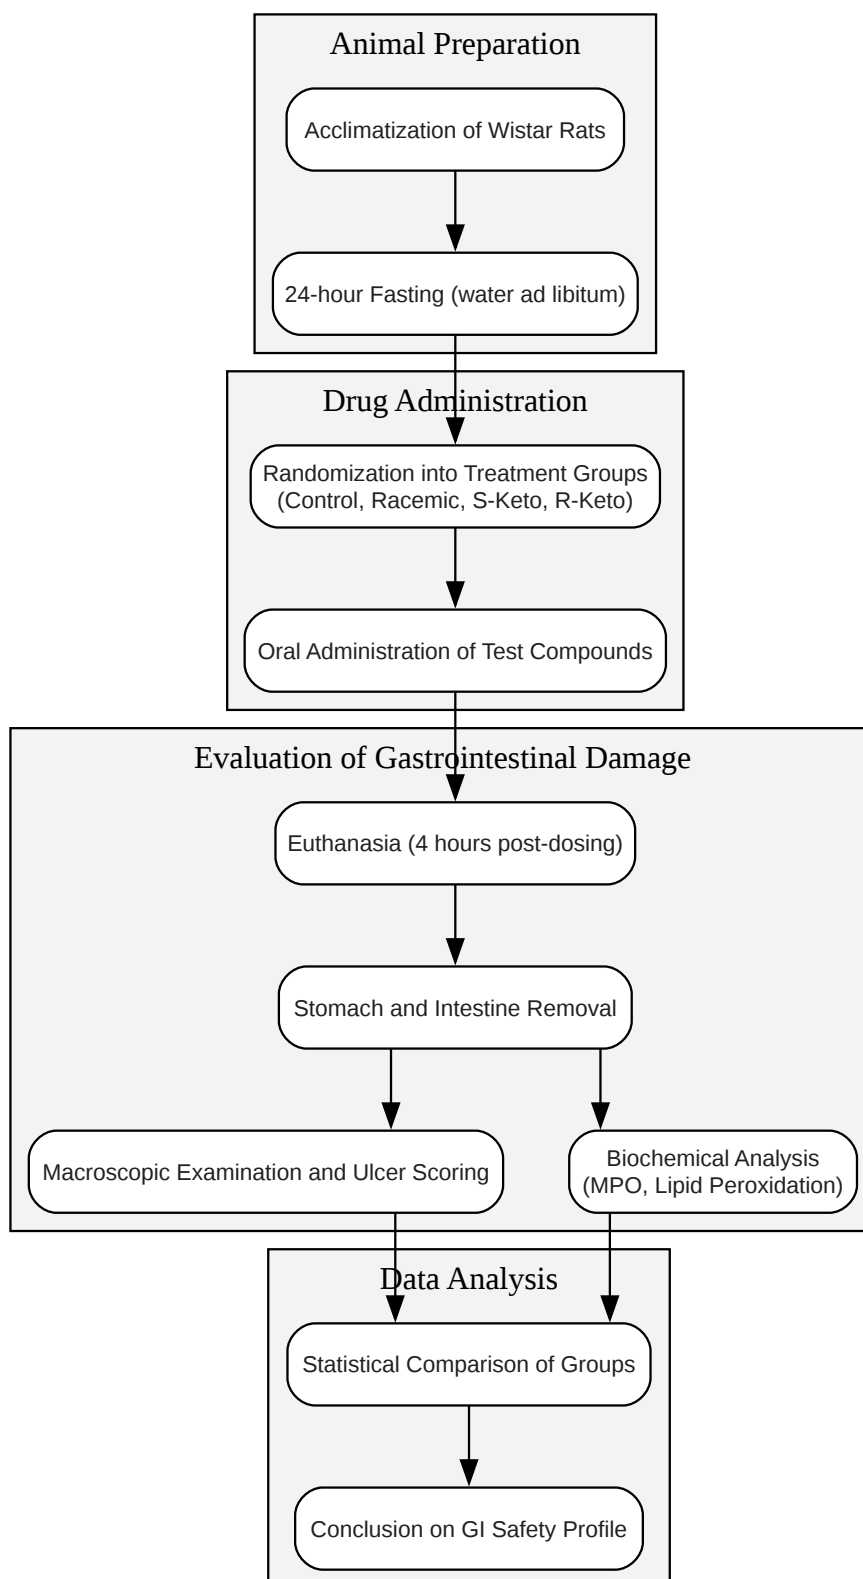 Animal Preparation
Acclimatization of Wistar Rats
24-hour Fasting (water ad libitum)
Drug Administration
Randomization into Treatment Groups
(Control, Racemic, S-Keto, R-Keto)
Oral Administration of Test Compounds
Evaluation of Gastrointestinal Damage
Euthanasia (4 hours post-dosing)
Stomach and Intestine Removal
Macroscopic Examination and Ulcer Scoring
Biochemical Analysis
(MPO, Lipid Peroxidation)
Data Analysis
Statistical Comparison of Groups
Conclusion on GI Safety Profile